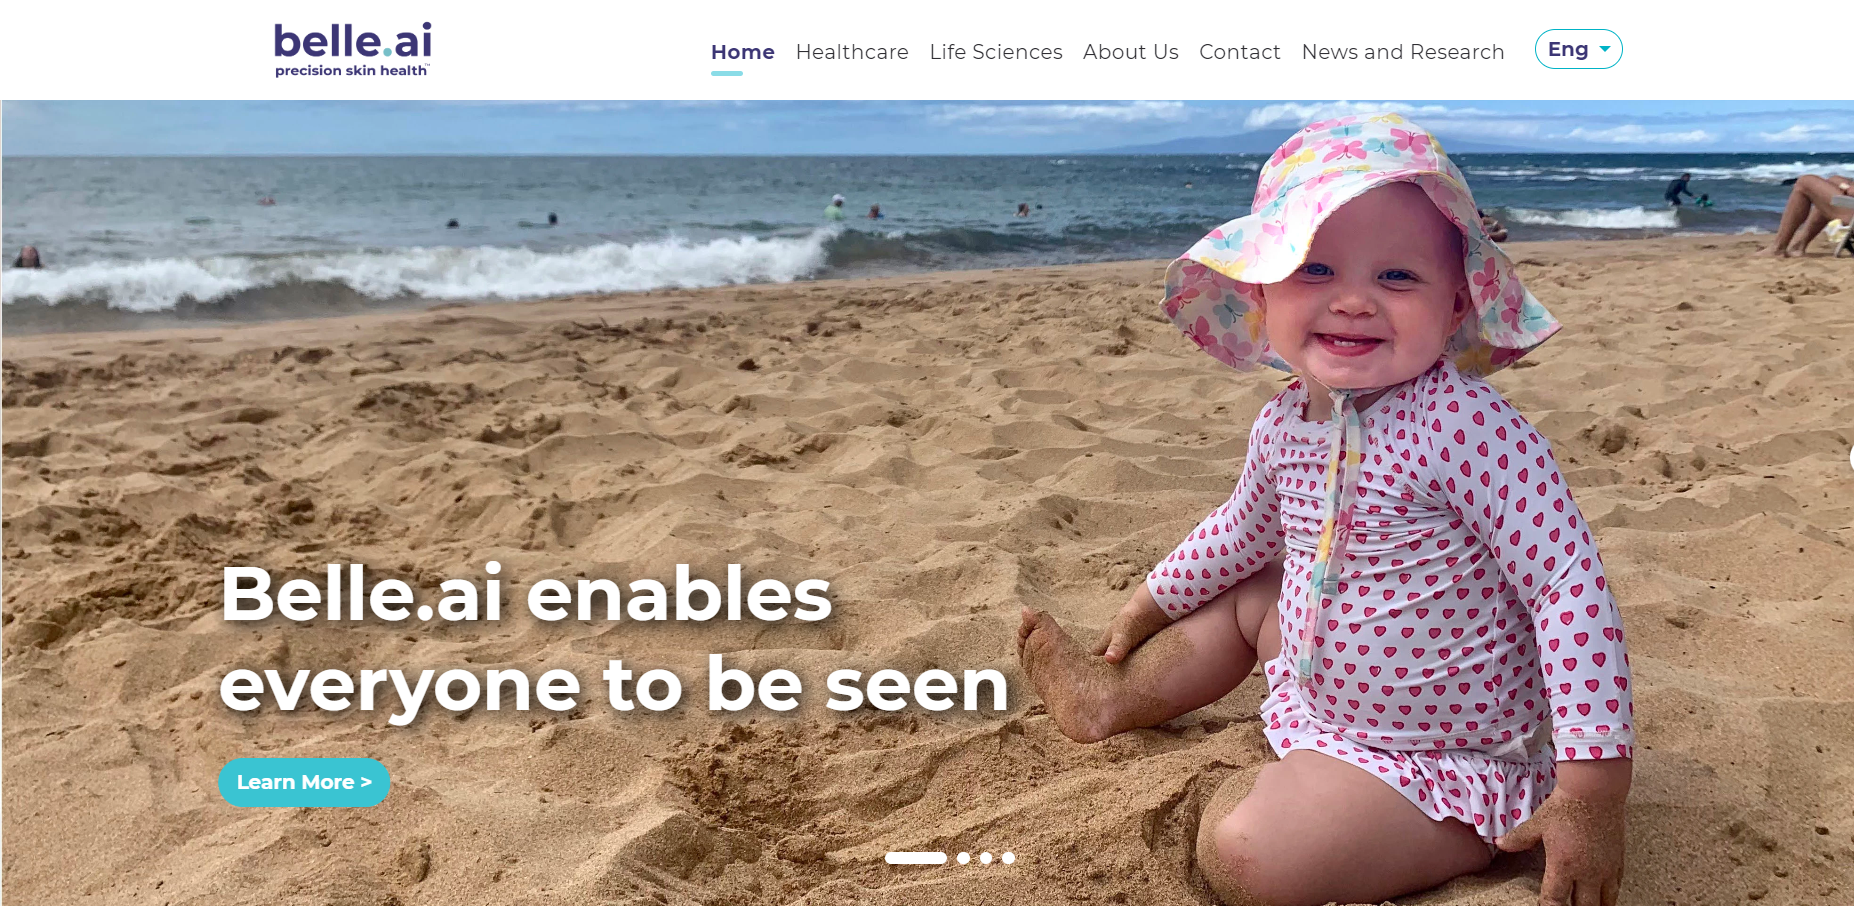 belle.ai
precision skin health™
Home Healthcare Life Sciences About Us Contact News and Research Eng
Belle.ai enables
everyone to be seen
Learn More >